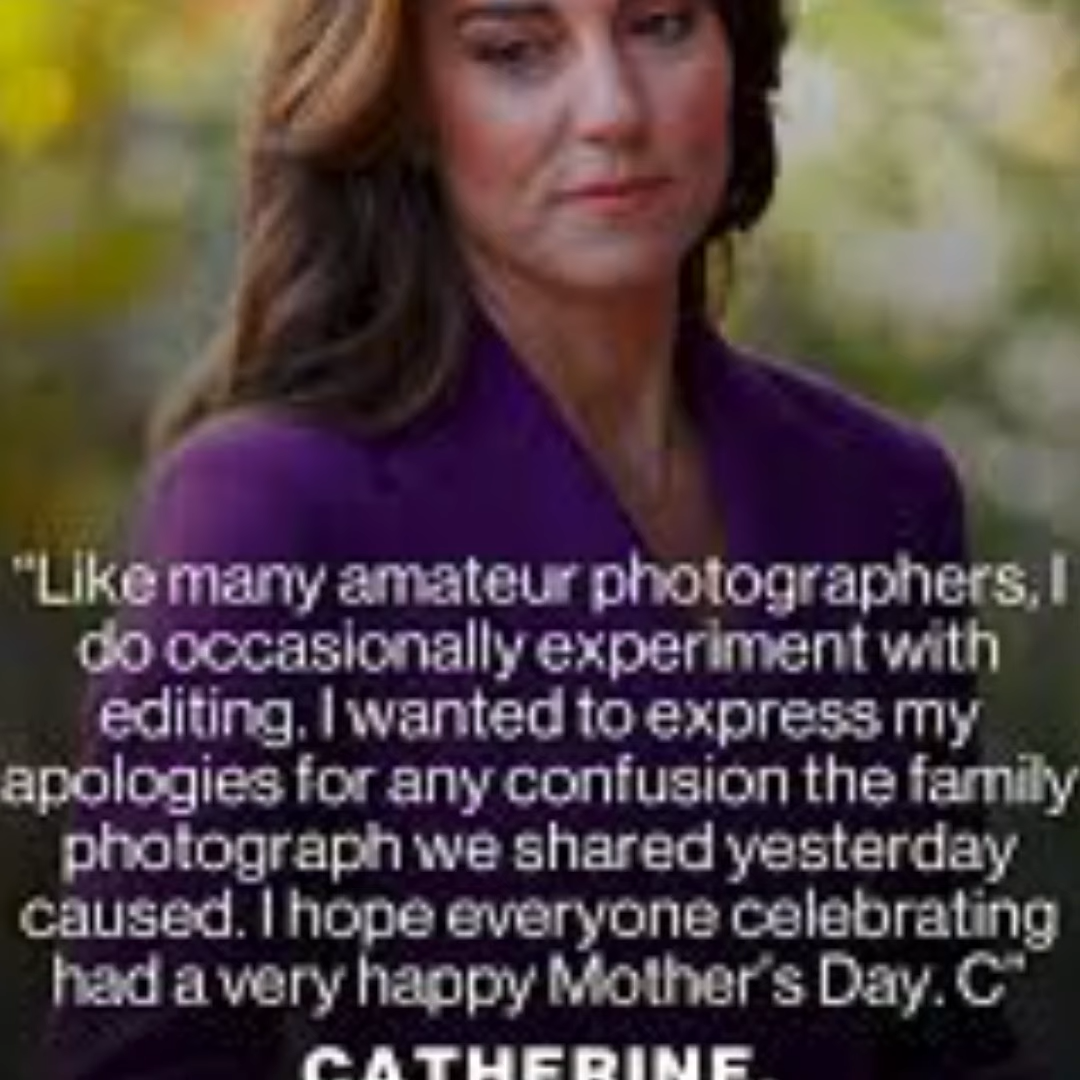 "Like many amateur photographers, I
do occasionally experiment with
editing. I wanted to express my
apologies for any confusion the family
photograph we shared yesterday
caused. I hope everyone celebrating
had a very happy Mother's Day. C"
CATHERINE,